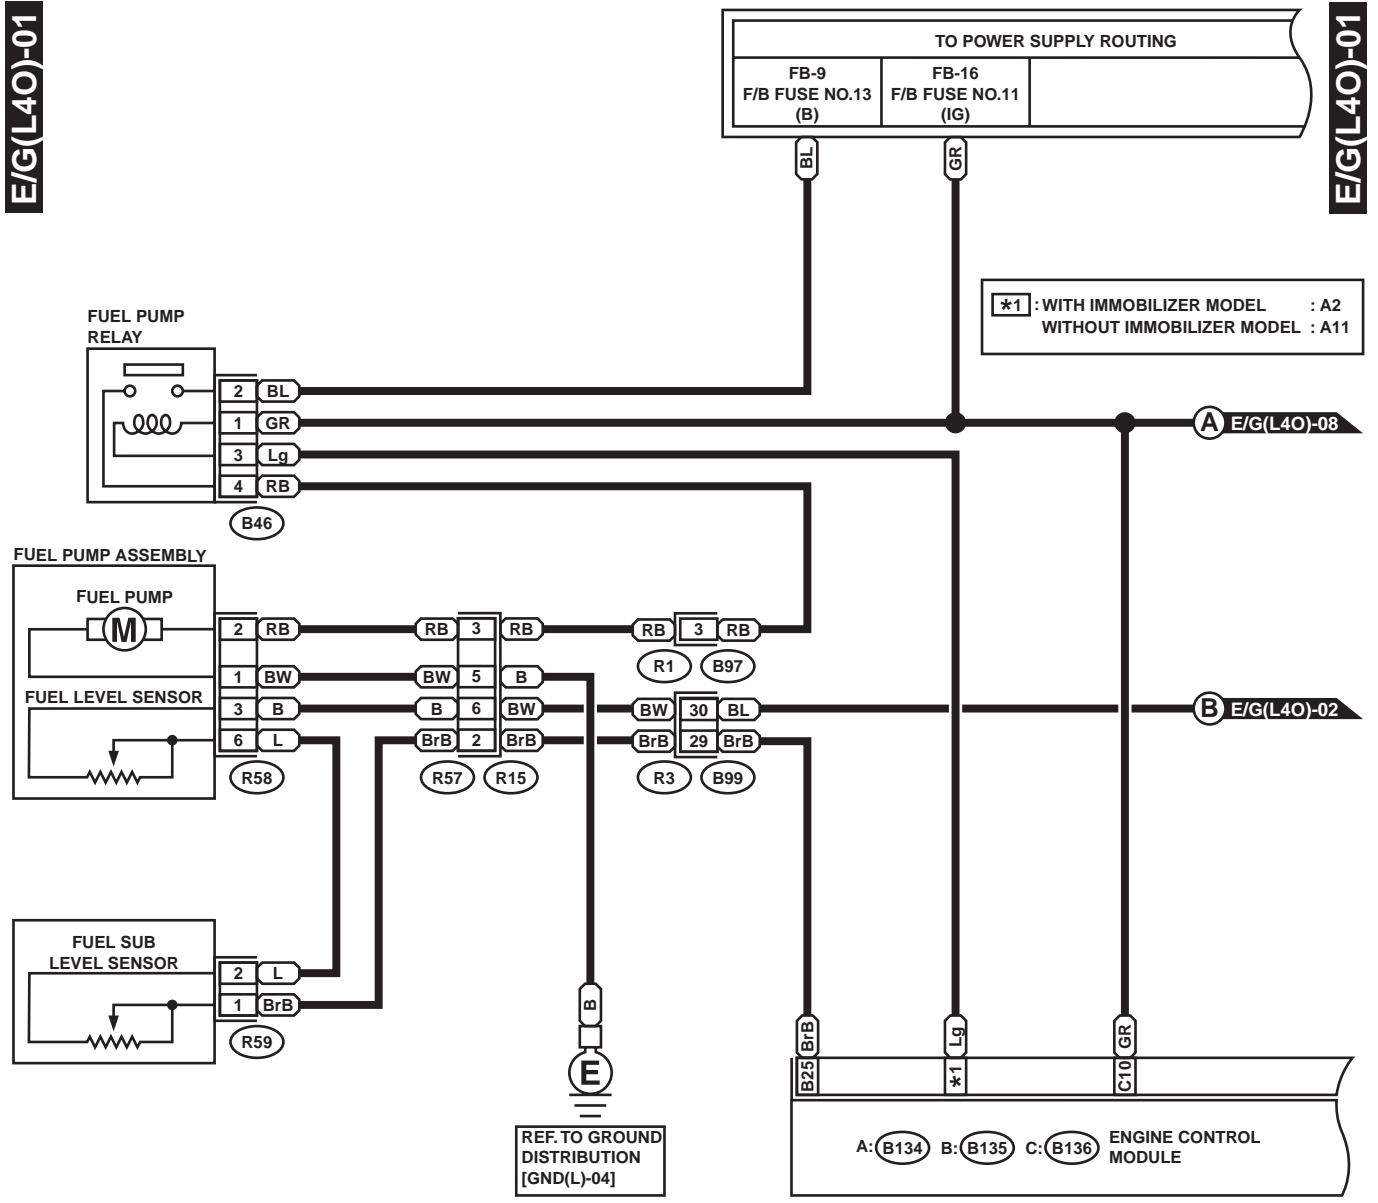 E/G(L4O)-01
E/G(L4O)-01
TO POWER SUPPLY ROUTING
FB-9
F/B FUSE NO.13
(B)
FB-16
F/B FUSE NO.11
(IG)
BL
GR
*1 : WITH IMMOBILIZER MODEL : A2
WITHOUT IMMOBILIZER MODEL : A11
FUEL PUMP
RELAY
2 BL
1 GR
3 Lg
4 RB
B46
A E/G(L4O)-08
FUEL PUMP ASSEMBLY
FUEL PUMP
M
2 RB RB 3 RB RB 3 RB
R1 B97
1 BW BW 5 B
FUEL LEVEL SENSOR
3 B B 6 BW BW 30 BL
B E/G(L4O)-02
6 L BrB 2 BrB BrB 29 BrB
R58 R57 R15 R3 B99
FUEL SUB
LEVEL SENSOR
2 L
1 BrB
R59
B
E
REF. TO GROUND
DISTRIBUTION
[GND(L)-04]
BrB Lg GR
B25 *1 C10
A: B134 B: B135 C: B136 ENGINE CONTROL
MODULE